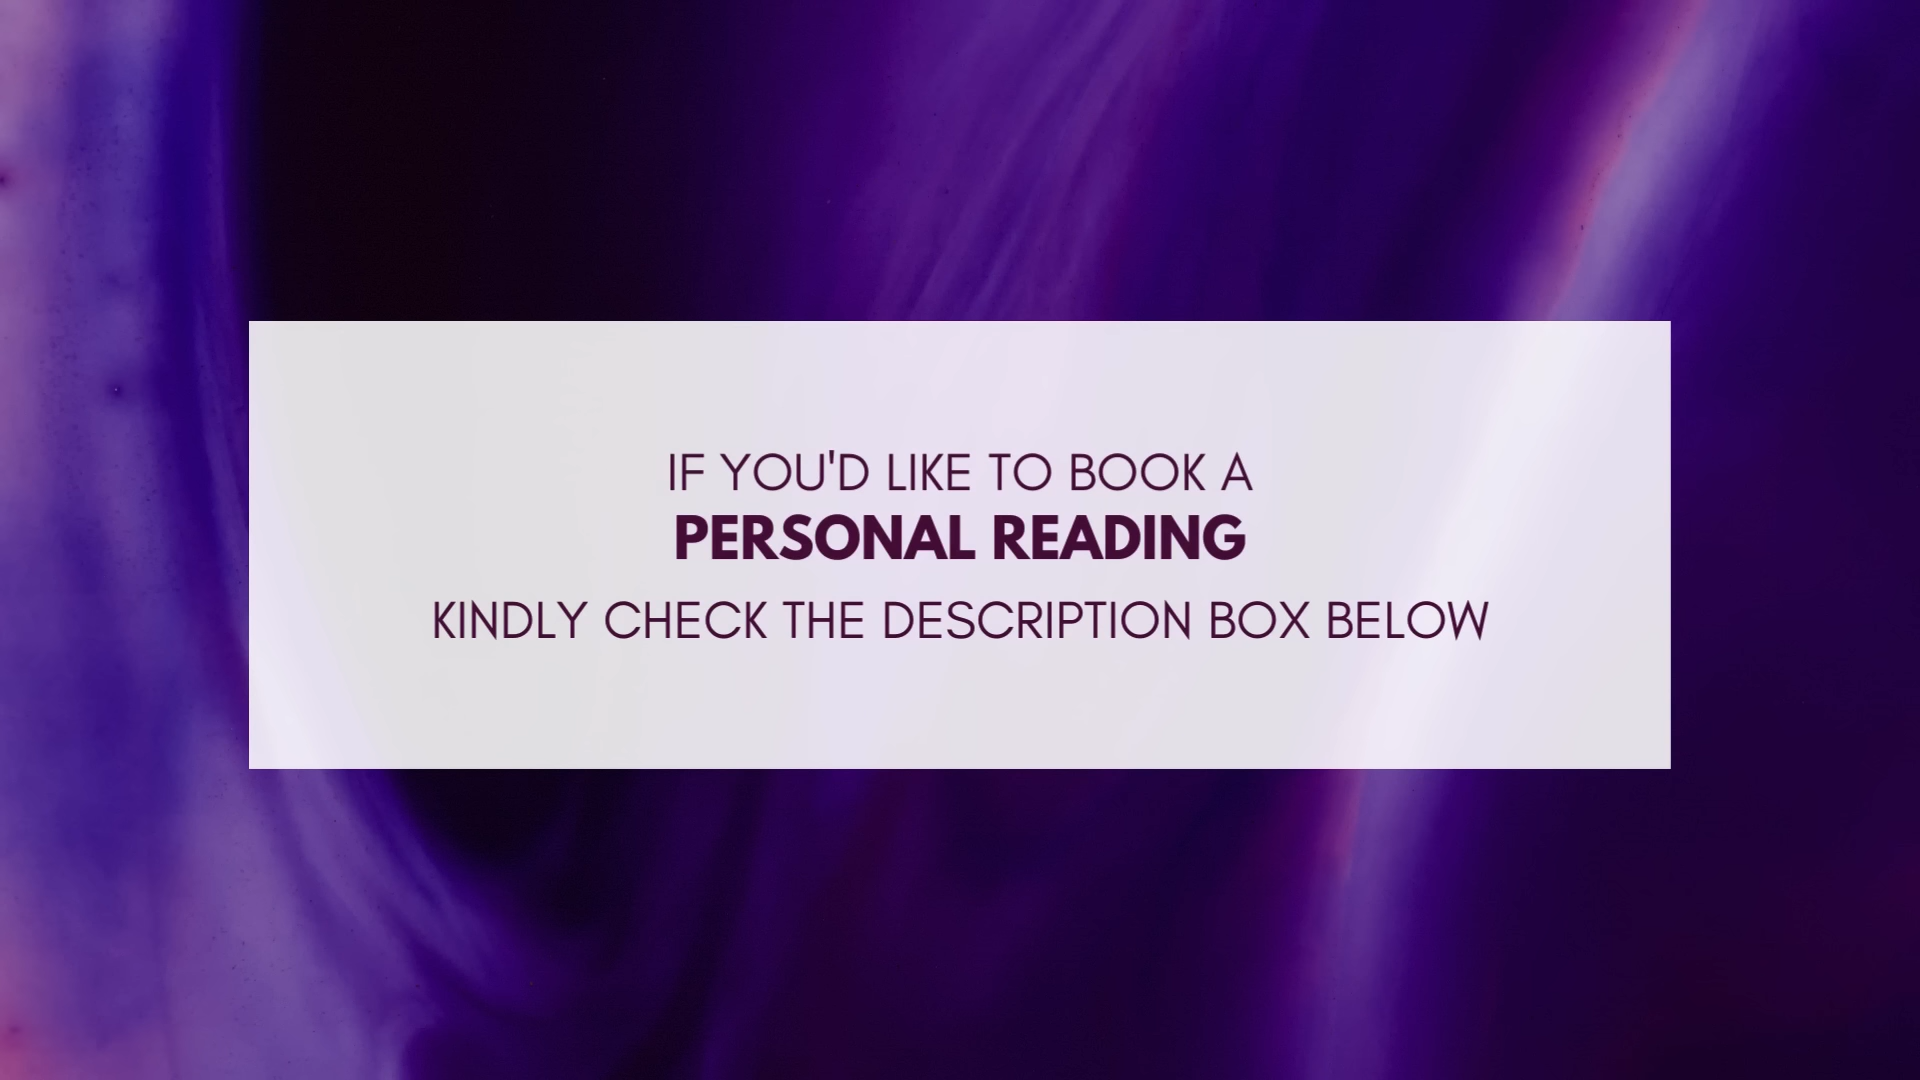 IF YOU'D LIKE TO BOOK A
PERSONAL READING
KINDLY CHECK THE DESCRIPTION BOX BELOW